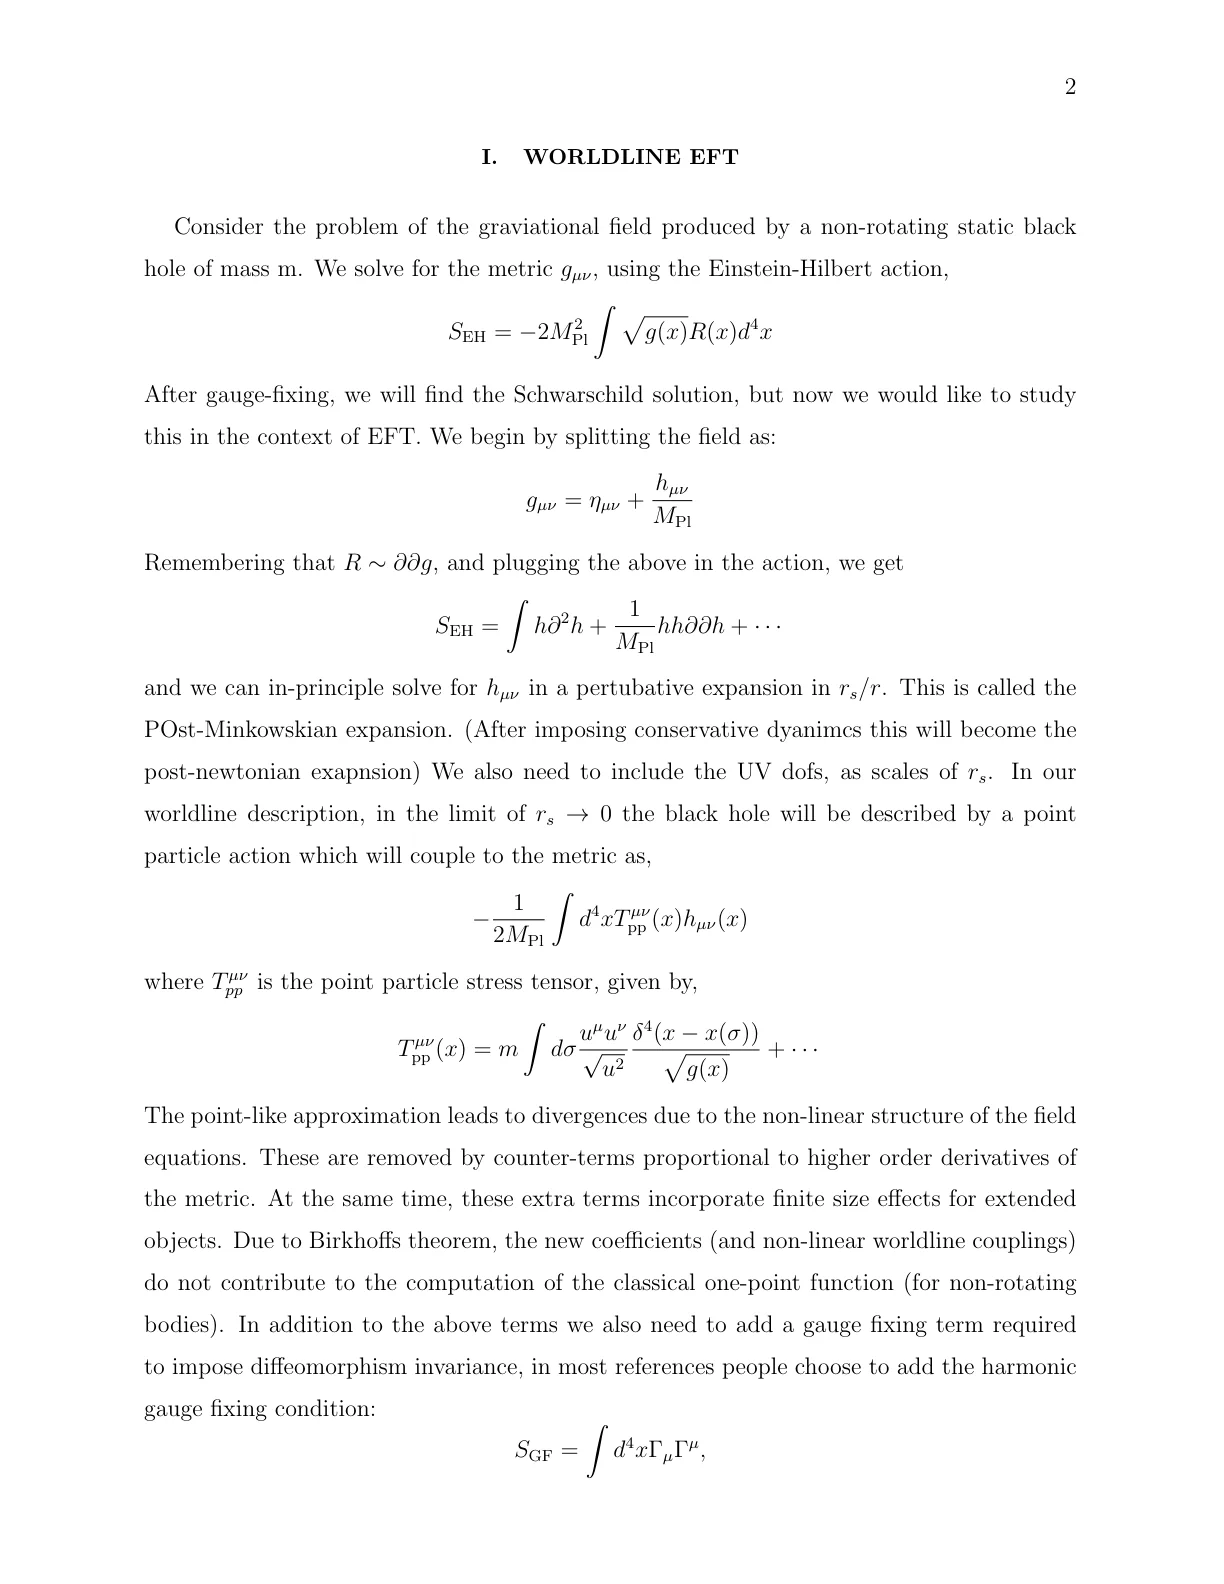 2
I. WORLDLINE EFT
Consider the problem of the graviational field produced by a non-rotating static black
hole of mass m. We solve for the metric $g_{\mu\nu}$, using the Einstein-Hilbert action,
$S_{\text{EH}} = -2M_{\text{Pl}}^2 \int \sqrt{g(x)} R(x) d^4x$
After gauge-fixing, we will find the Schwarschild solution, but now we would like to study
this in the context of EFT. We begin by splitting the field as:
$g_{\mu\nu} = \eta_{\mu\nu} + \frac{h_{\mu\nu}}{M_{\text{Pl}}}$
Remembering that $R \sim \partial\partial g$, and plugging the above in the action, we get
$S_{\text{EH}} = \int h\partial^2 h + \frac{1}{M_{\text{Pl}}} hh\partial\partial h + \cdots$
and we can in-principle solve for $h_{\mu\nu}$ in a pertubative expansion in $r_s/r$. This is called the
POst-Minkowskian expansion. (After imposing conservative dyanimcs this will become the
post-newtonian exapnsion) We also need to include the UV dofs, as scales of $r_s$. In our
worldline description, in the limit of $r_s \to 0$ the black hole will be described by a point
particle action which will couple to the metric as,
$-\frac{1}{2M_{\text{Pl}}} \int d^4x T_{\text{pp}}^{\mu\nu}(x) h_{\mu\nu}(x)$
where $T_{pp}^{\mu\nu}$ is the point particle stress tensor, given by,
$T_{\text{pp}}^{\mu\nu}(x) = m \int d\sigma \frac{u^\mu u^\nu}{\sqrt{u^2}} \frac{\delta^4(x - x(\sigma))}{\sqrt{g(x)}} + \cdots$
The point-like approximation leads to divergences due to the non-linear structure of the field
equations. These are removed by counter-terms proportional to higher order derivatives of
the metric. At the same time, these extra terms incorporate finite size effects for extended
objects. Due to Birkhoffs theorem, the new coefficients (and non-linear worldline couplings)
do not contribute to the computation of the classical one-point function (for non-rotating
bodies). In addition to the above terms we also need to add a gauge fixing term required
to impose diffeomorphism invariance, in most references people choose to add the harmonic
gauge fixing condition:
$S_{\text{GF}} = \int d^4x \Gamma_\mu \Gamma^\mu,$